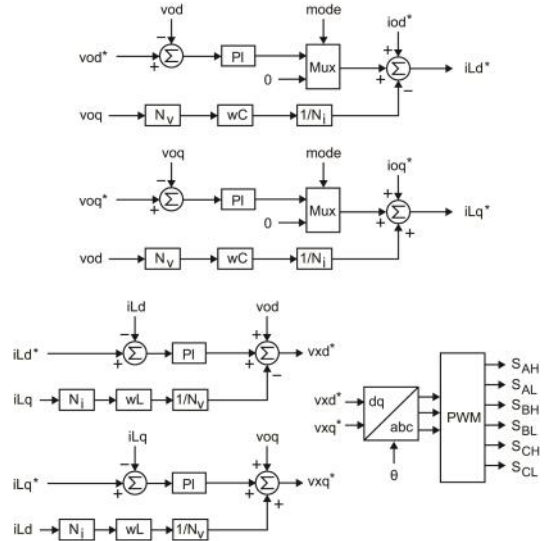 vod mode iod*
− + +
vod* + Σ PI Mux Σ iLd*
0 −
voq Nv wC 1/Ni
voq mode ioq*
− + +
voq* + Σ PI Mux Σ iLq*
0 +
vod Nv wC 1/Ni
iLd vod
− +
iLd* + Σ PI + Σ vxd*
−
iLq Ni wL 1/Nv
iLq voq
− +
iLq* + Σ PI + Σ vxq*
+
iLd Ni wL 1/Nv
vxd* dq
vxq* abc
θ
PWM
SAH
SAL
SBH
SBL
SCH
SCL